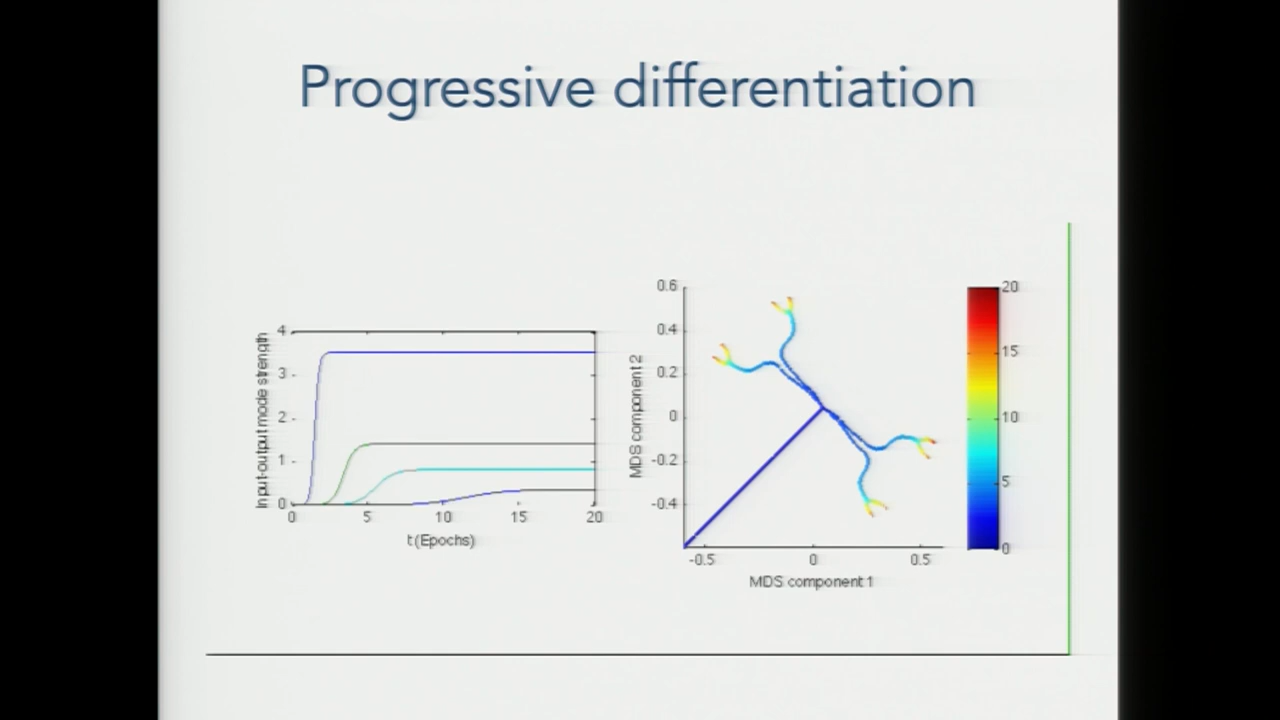 Progressive differentiation
Input-output mode strength
4
3
2
1
0
0 5 10 15 20
t (Epochs)
MDS component 2
0.6
0.4
0.2
0
-0.2
-0.4
-0.5 0 0.5
MDS component 1
20
15
10
5
0